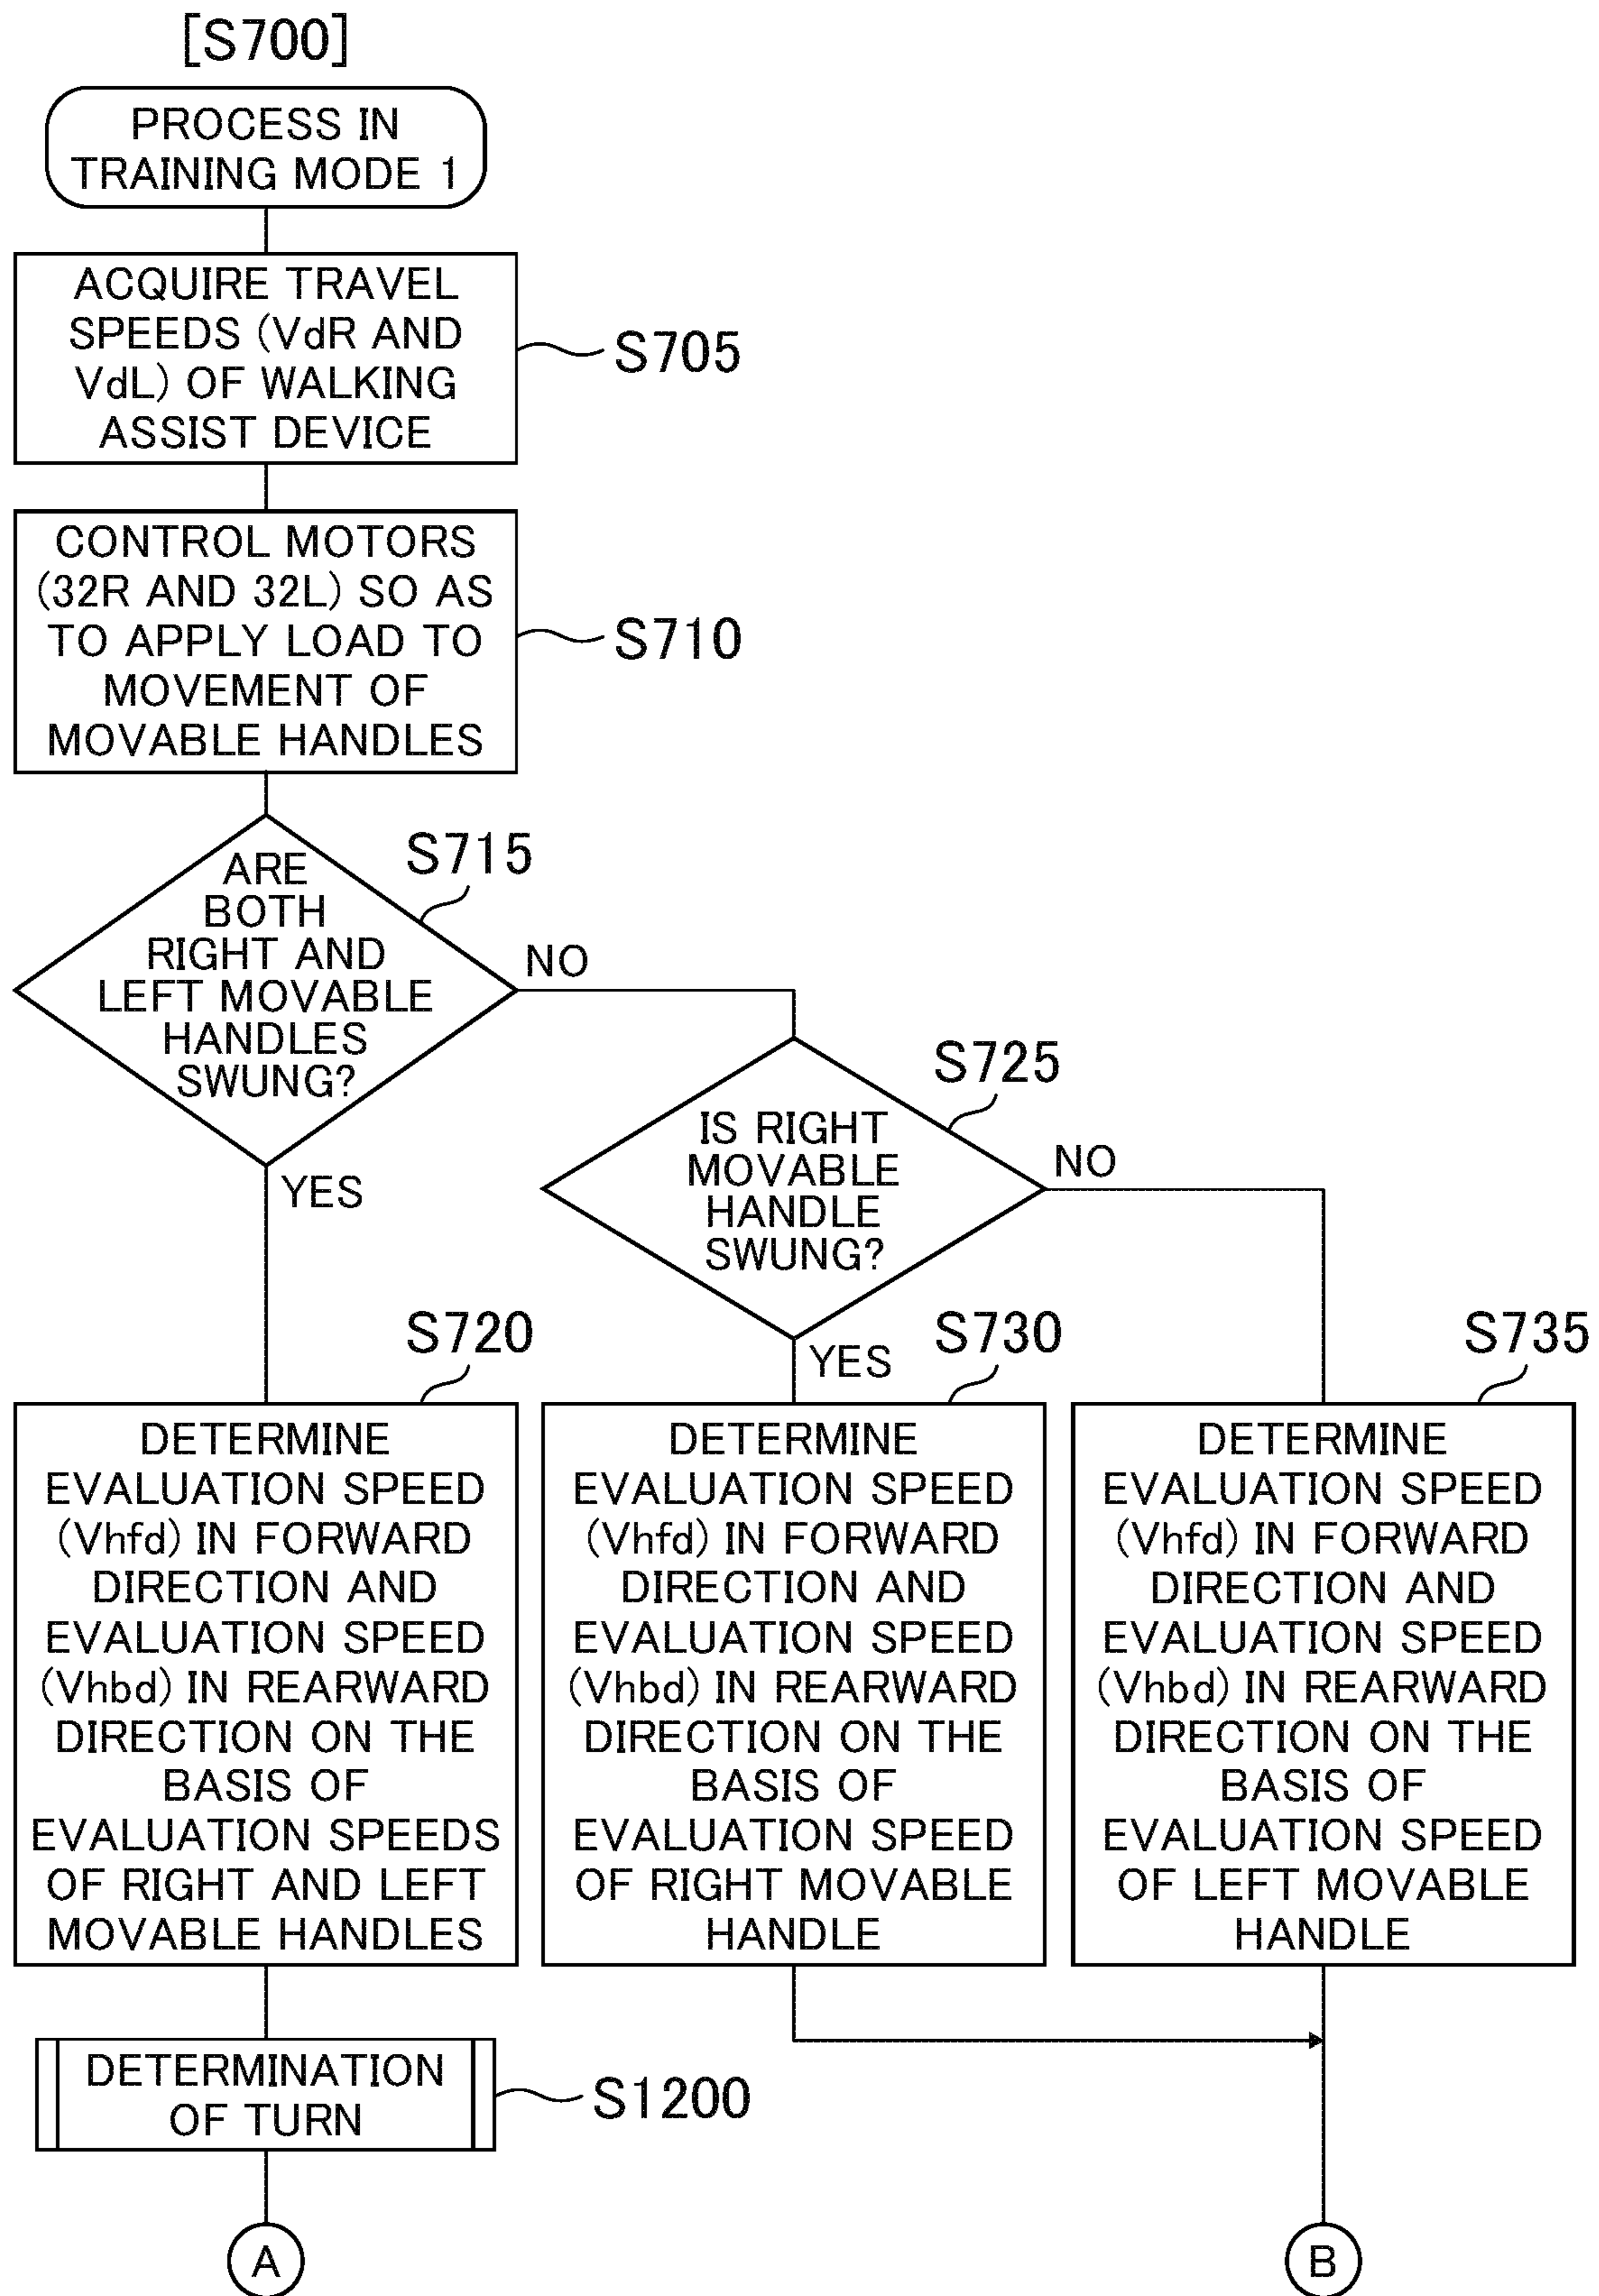 [S700]
PROCESS IN
TRAINING MODE 1
ACQUIRE TRAVEL
SPEEDS (VdR AND
VdL) OF WALKING
ASSIST DEVICE
S705
CONTROL MOTORS
(32R AND 32L) SO AS
TO APPLY LOAD TO
MOVEMENT OF
MOVABLE HANDLES
S710
S715
ARE
BOTH
RIGHT AND
LEFT MOVABLE
HANDLES
SWUNG?
NO
YES
S725
IS RIGHT
MOVABLE
HANDLE
SWUNG?
NO
YES
S720
DETERMINE
EVALUATION SPEED
(Vhfd) IN FORWARD
DIRECTION AND
EVALUATION SPEED
(Vhbd) IN REARWARD
DIRECTION ON THE
BASIS OF
EVALUATION SPEEDS
OF RIGHT AND LEFT
MOVABLE HANDLES
S730
DETERMINE
EVALUATION SPEED
(Vhfd) IN FORWARD
DIRECTION AND
EVALUATION SPEED
(Vhbd) IN REARWARD
DIRECTION ON THE
BASIS OF
EVALUATION SPEED
OF RIGHT MOVABLE
HANDLE
S735
DETERMINE
EVALUATION SPEED
(Vhfd) IN FORWARD
DIRECTION AND
EVALUATION SPEED
(Vhbd) IN REARWARD
DIRECTION ON THE
BASIS OF
EVALUATION SPEED
OF LEFT MOVABLE
HANDLE
DETERMINATION
OF TURN
S1200
A
B